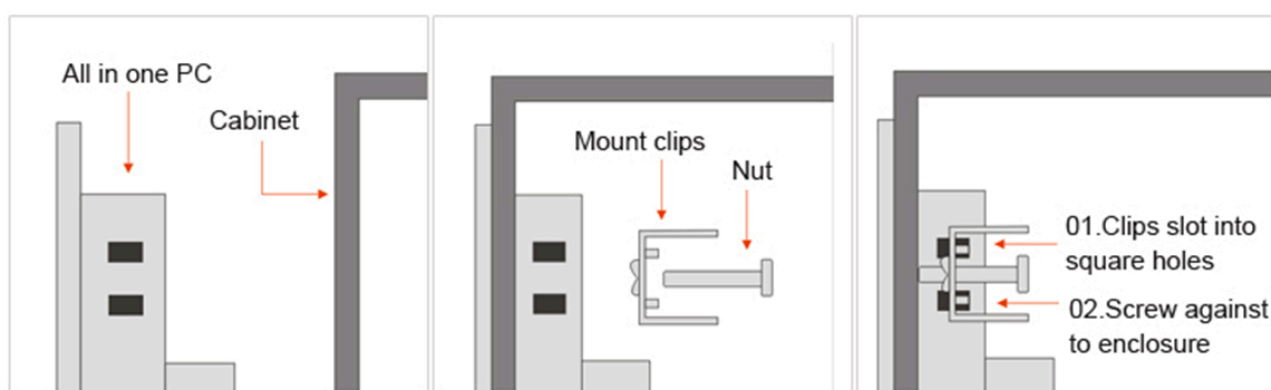 All in one PC
Cabinet
Mount clips
Nut
01.Clips slot into
square holes
02.Screw against
to enclosure